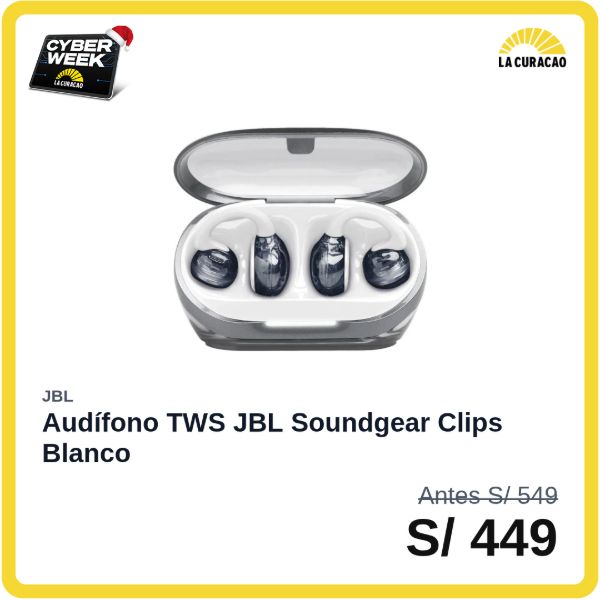 CYBER
WEEK
LA CURACAO
LA CURACAO
JBL
Audífono TWS JBL Soundgear Clips
Blanco
Antes S/ 549
S/ 449